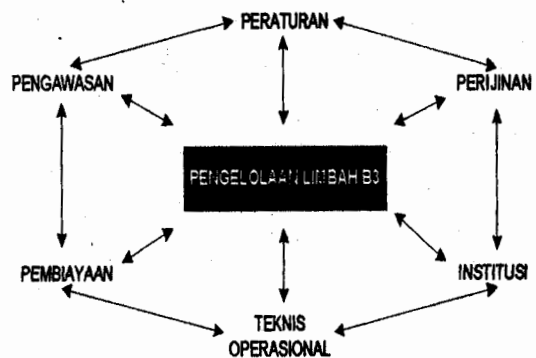 PERATURAN
PENGAWASAN
PERIJINAN
PENGELOLAAN LIMBAH B3
PEMBIAYAAN
INSTITUSI
TEKNIS
OPERASIONAL